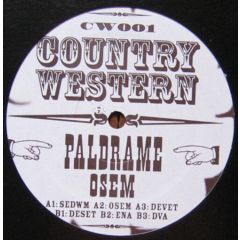 CW001
COUNTRY
WESTERN
PALDRAME
OSEM
A1: SEDWM A2: OSEM A3: DEVET
B1: DESET B2: ENA B3: DVA